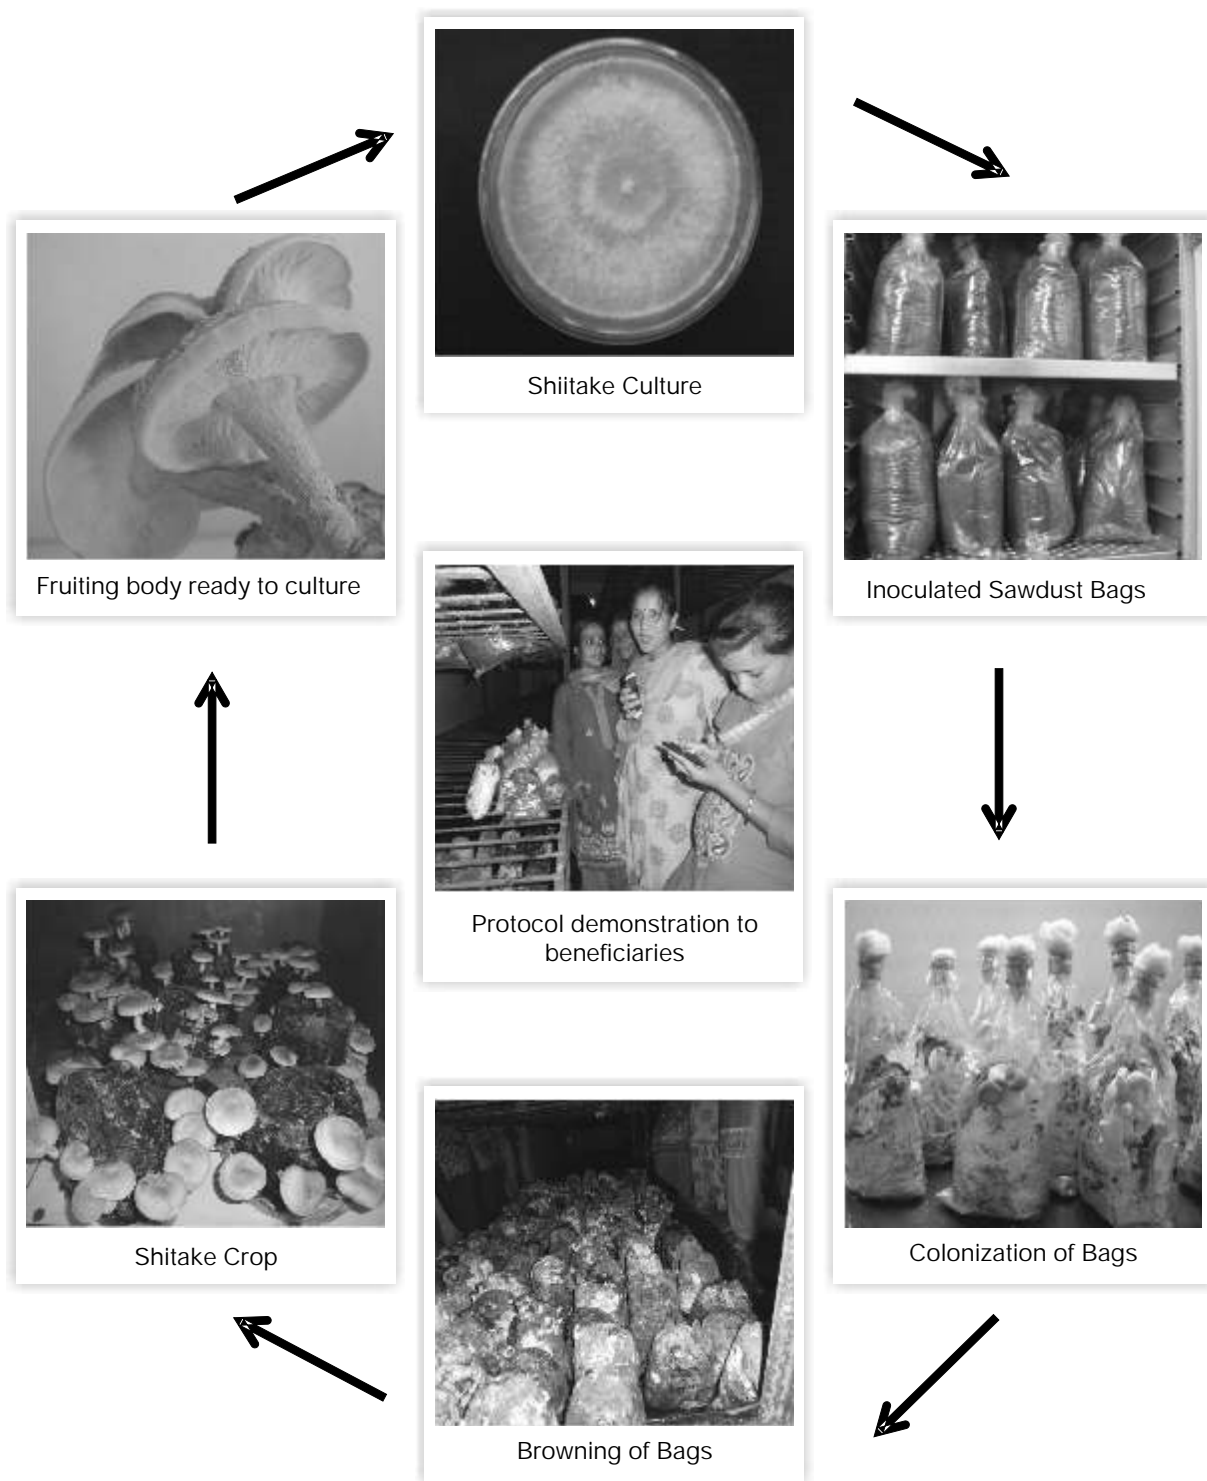 Shiitake Culture
Fruiting body ready to culture
Inoculated Sawdust Bags
Protocol demonstration to
beneficiaries
Shitake Crop
Colonization of Bags
Browning of Bags